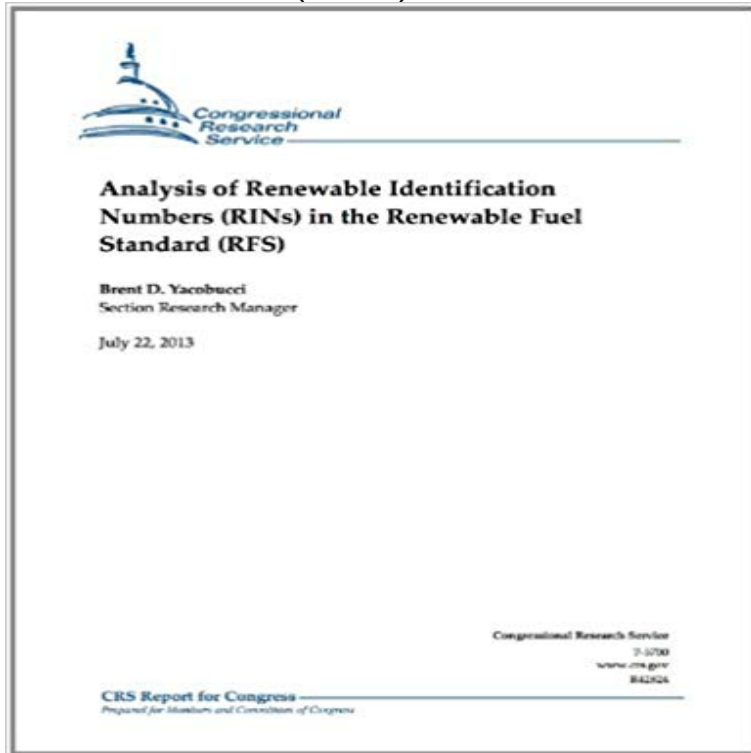 Congressional
Research
Service
Analysis of Renewable Identification
Numbers (RINs) in the Renewable Fuel
Standard (RFS)
Brent D. Yacobucci
Section Research Manager
July 22, 2013
Congressional Research Service
7-5700
www.crs.gov
R42824
CRS Report for Congress
Prepared for Members and Committees of Congress